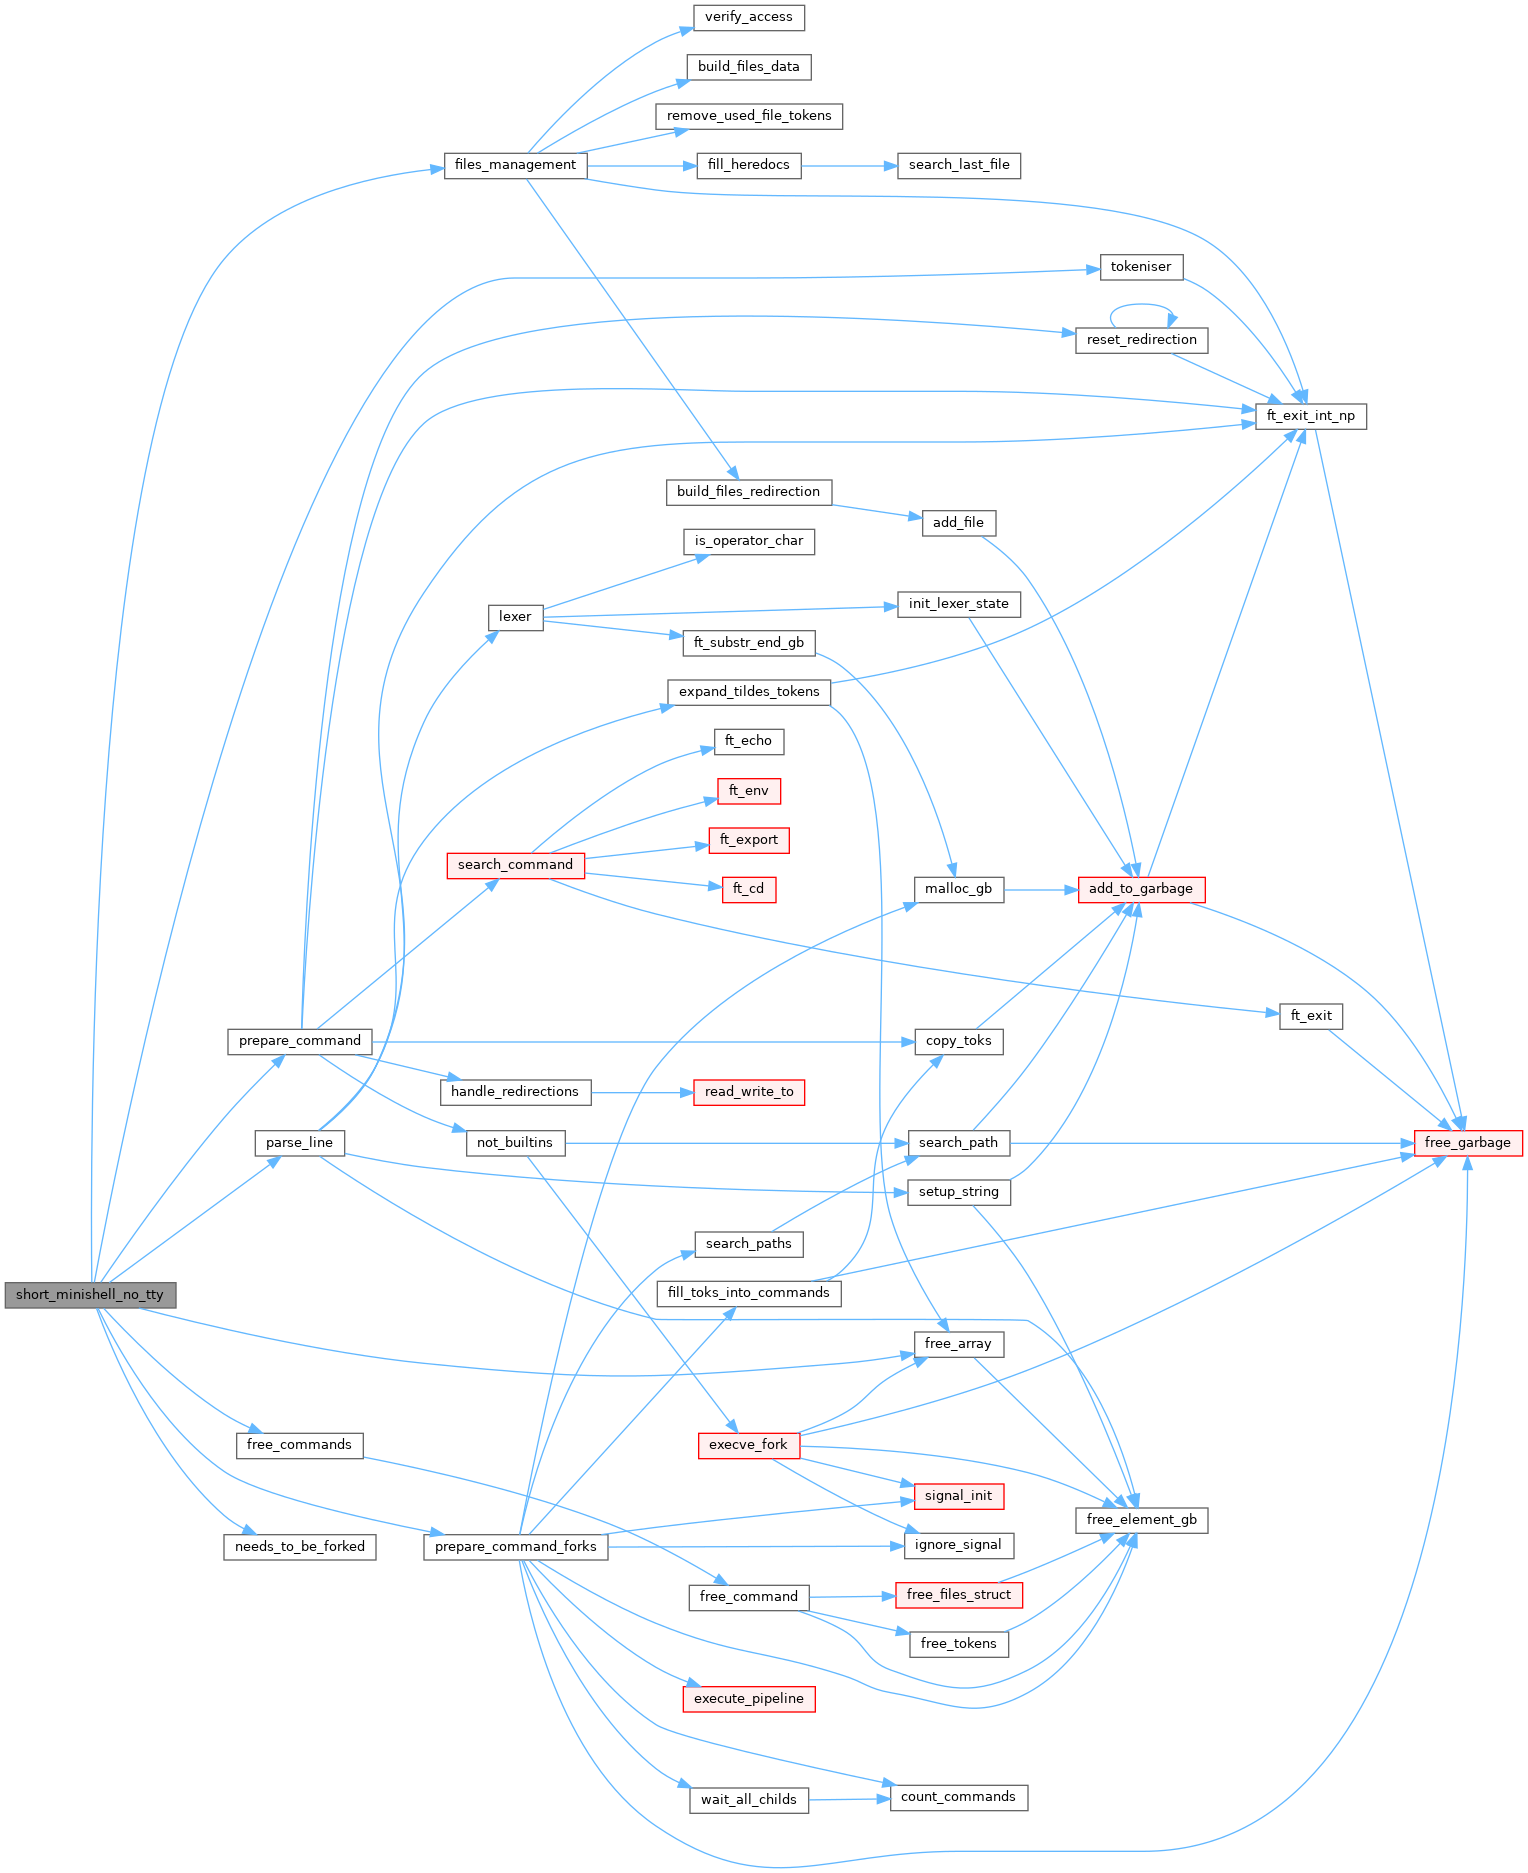 verify_access
build_files_data
remove_used_file_tokens
files_management
fill_heredocs
search_last_file
tokeniser
reset_redirection
ft_exit_int_np
build_files_redirection
add_file
is_operator_char
init_lexer_state
lexer
ft_substr_end_gb
expand_tildes_tokens
ft_echo
ft_env
ft_export
search_command
ft_cd
malloc_gb
add_to_garbage
ft_exit
prepare_command
copy_toks
handle_redirections
read_write_to
parse_line
not_builtins
search_path
free_garbage
setup_string
search_paths
short_minishell_no_tty
fill_toks_into_commands
free_array
free_commands
execve_fork
signal_init
free_element_gb
needs_to_be_forked
prepare_command_forks
ignore_signal
free_command
free_files_struct
free_tokens
execute_pipeline
wait_all_childs
count_commands